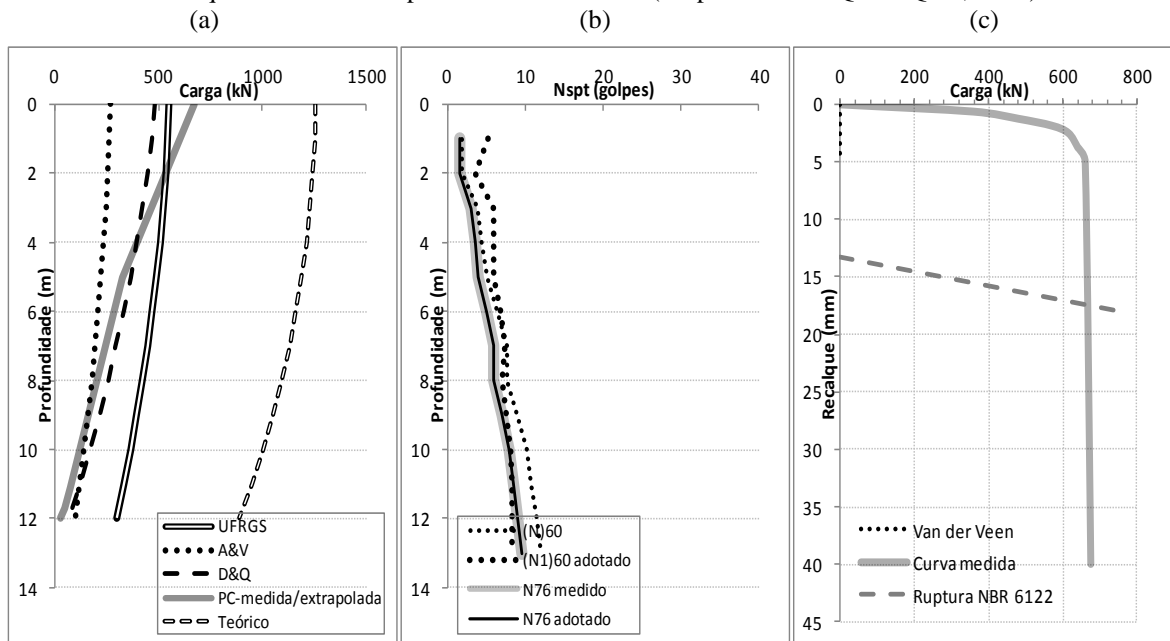 (a) (b) (c)
0 500 1000 1500
Carga (kN)
0
2
4
6
8
10
12
14
Profundidade (m)
UFRGS
A&V
D&Q
PC-medida/extrapolada
Teórico
0 10 20 30 40
Nspt (golpes)
0
2
4
6
8
10
12
14
Profundidade (m)
(N)60
(N1)60 adotado
N76 medido
N76 adotado
0 200 400 600 800
Carga (kN)
0
5
10
15
20
25
30
35
40
45
Recalque (mm)
Van der Veen
Curva medida
Ruptura NBR 6122